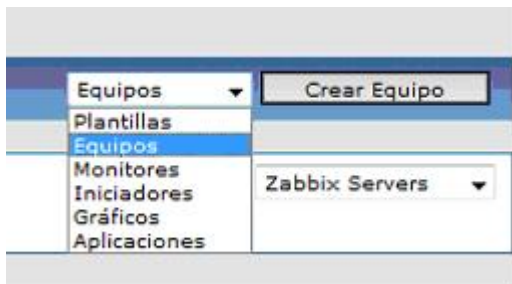 Equipos
Crear Equipo
Plantillas
Equipos
Monitores
Iniciadores
Gráficos
Aplicaciones
Zabbix Servers